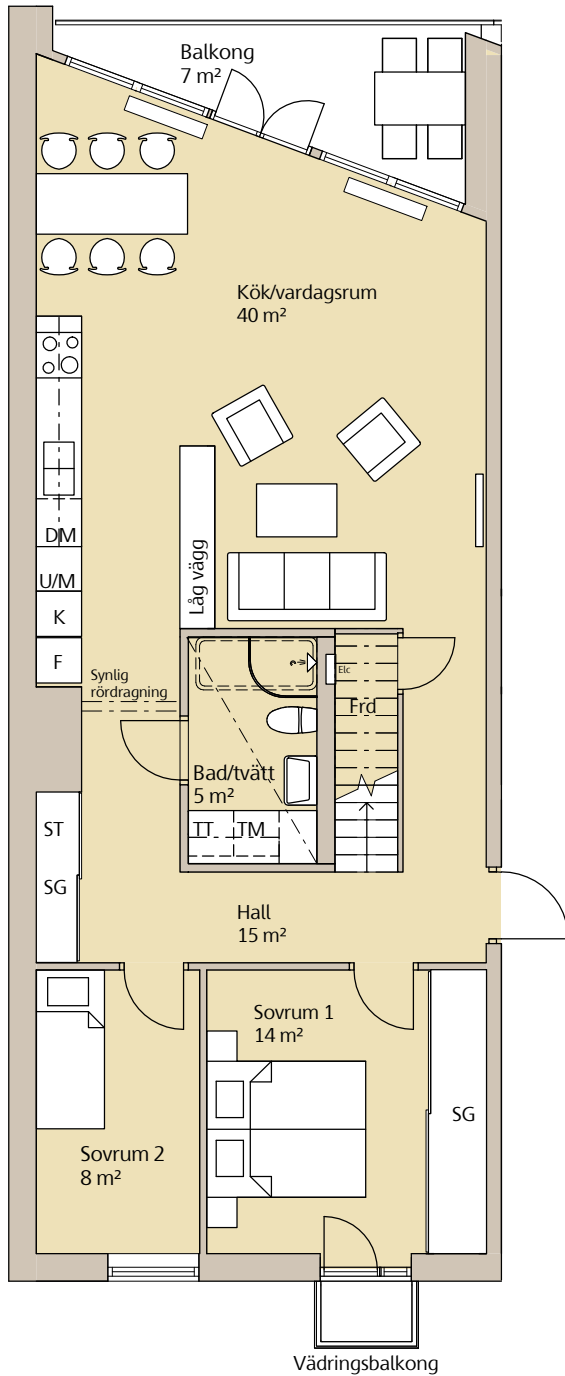 Balkong
7 m²
Kök/vardagsrum
40 m²
Låg vägg
DM
U/M
K
F
Synlig
rördragning
Elc
Frd
Bad/tvätt
5 m²
TT TM
ST
SG
Hall
15 m²
Sovrum 1
14 m²
SG
Sovrum 2
8 m²
Vädringsbalkong